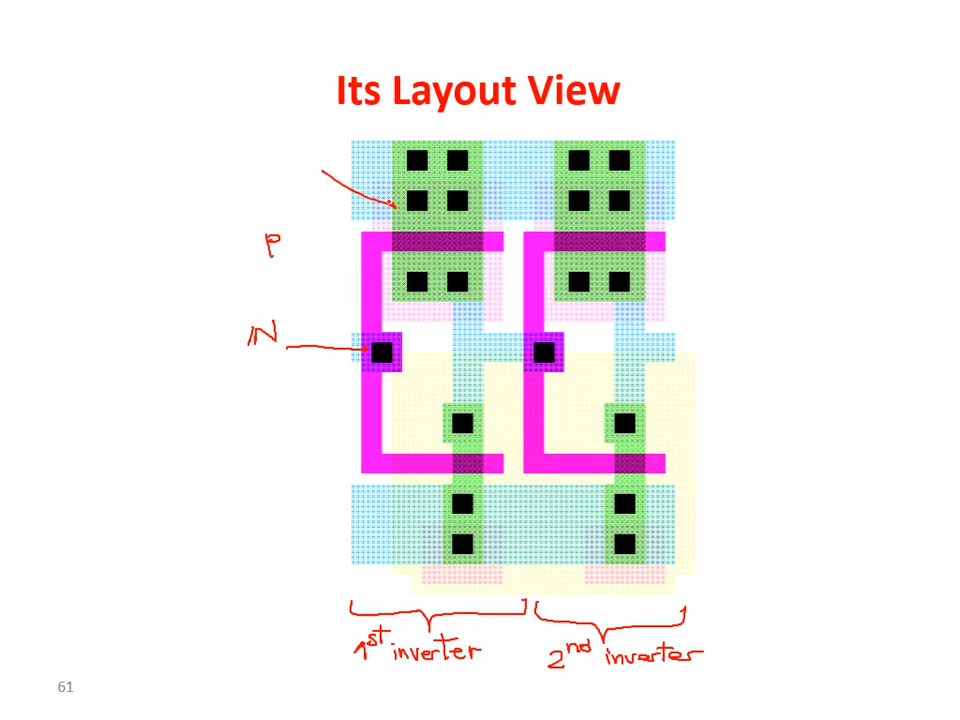 Its Layout View
P
IN
1st inverter
2nd inverter
61